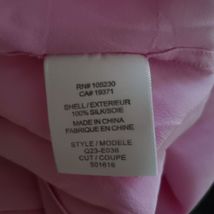 RN# 105230
CA# 19371
SHELL / EXTERIEUR
100% SILK/SOIE
MADE IN CHINA
FABRIQUE EN CHINE
STYLE / MODELE
Q23-E036
CUT / COUPE
501616